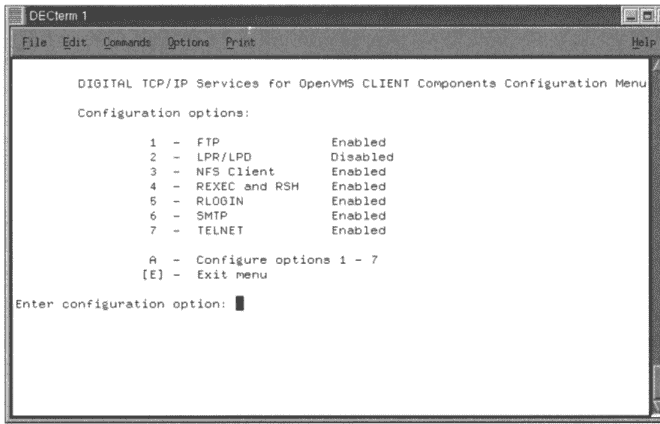 DECterm 1
File Edit Commands Options Print Help
DIGITAL TCP/IP Services for OpenVMS CLIENT Components Configuration Menu
Configuration options:
1 - FTP Enabled
2 - LPR/LPD Disabled
3 - NFS Client Enabled
4 - REXEC and RSH Enabled
5 - RLOGIN Enabled
6 - SMTP Enabled
7 - TELNET Enabled
A - Configure options 1 - 7
[E] - Exit menu
Enter configuration option: